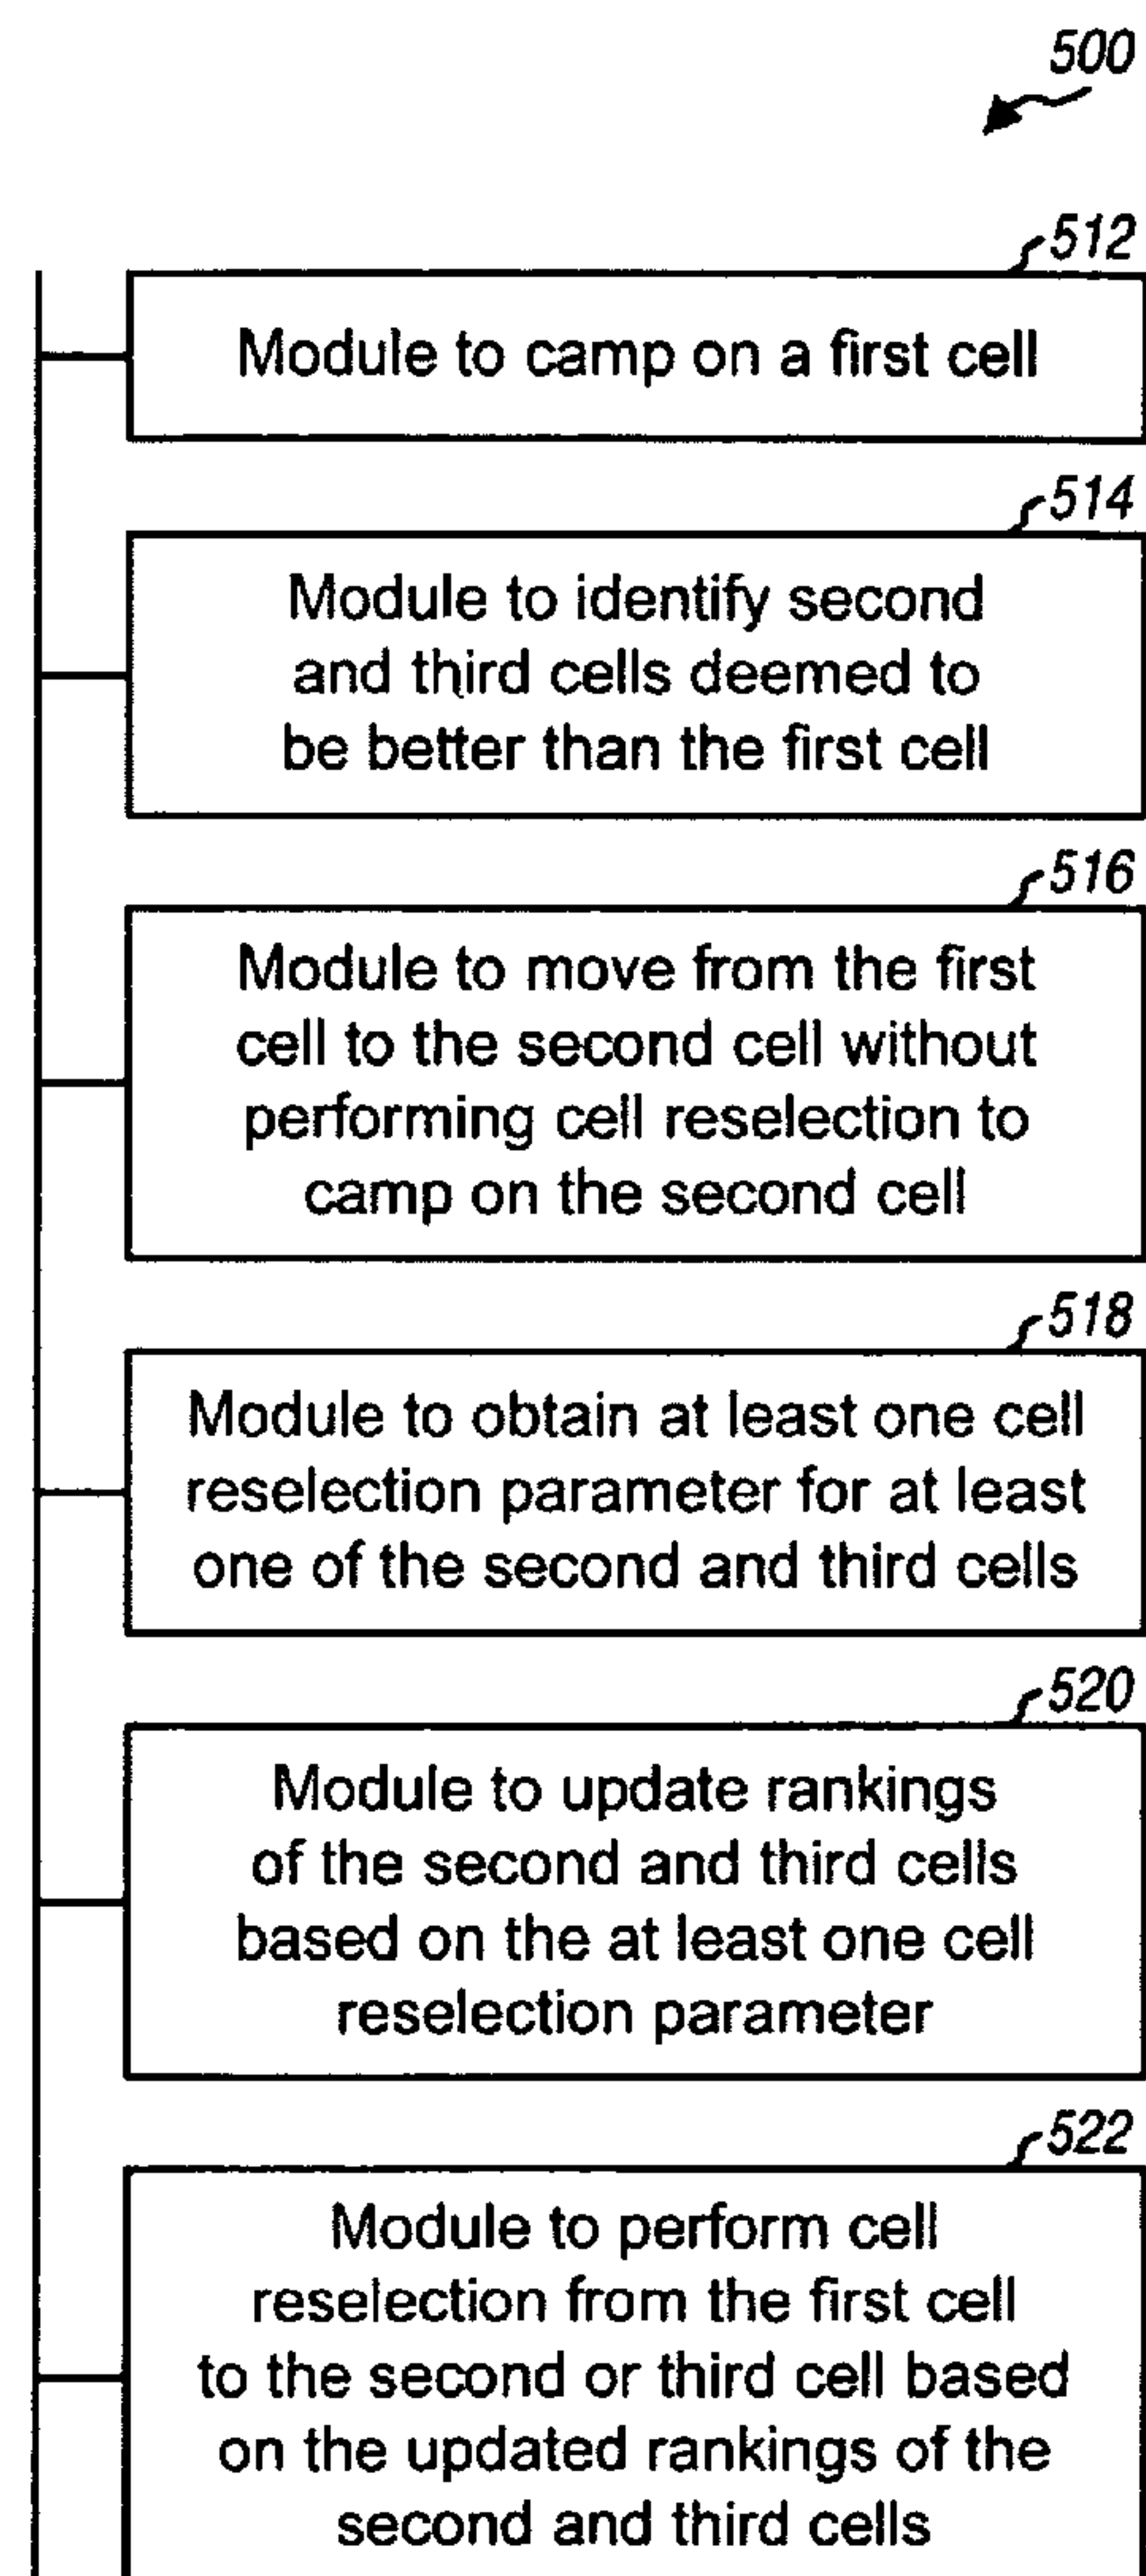 500
512
Module to camp on a first cell
514
Module to identify second
and third cells deemed to
be better than the first cell
516
Module to move from the first
cell to the second cell without
performing cell reselection to
camp on the second cell
518
Module to obtain at least one cell
reselection parameter for at least
one of the second and third cells
520
Module to update rankings
of the second and third cells
based on the at least one cell
reselection parameter
522
Module to perform cell
reselection from the first cell
to the second or third cell based
on the updated rankings of the
second and third cells